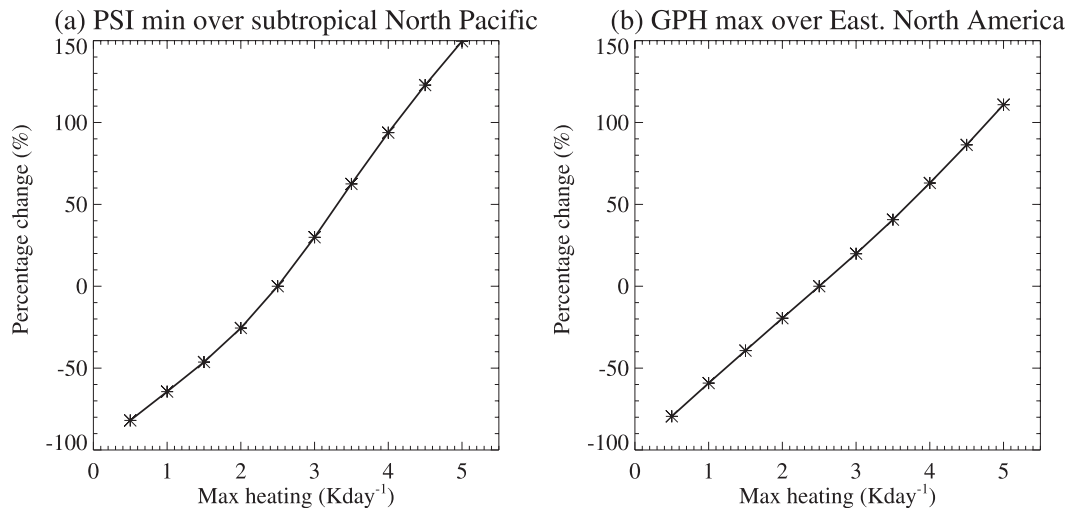 (a) PSI min over subtropical North Pacific
150
100
50
0
-50
-100
Percentage change (%)
0 1 2 3 4 5
Max heating (Kday⁻¹)
(b) GPH max over East. North America
150
100
50
0
-50
-100
Percentage change (%)
0 1 2 3 4 5
Max heating (Kday⁻¹)